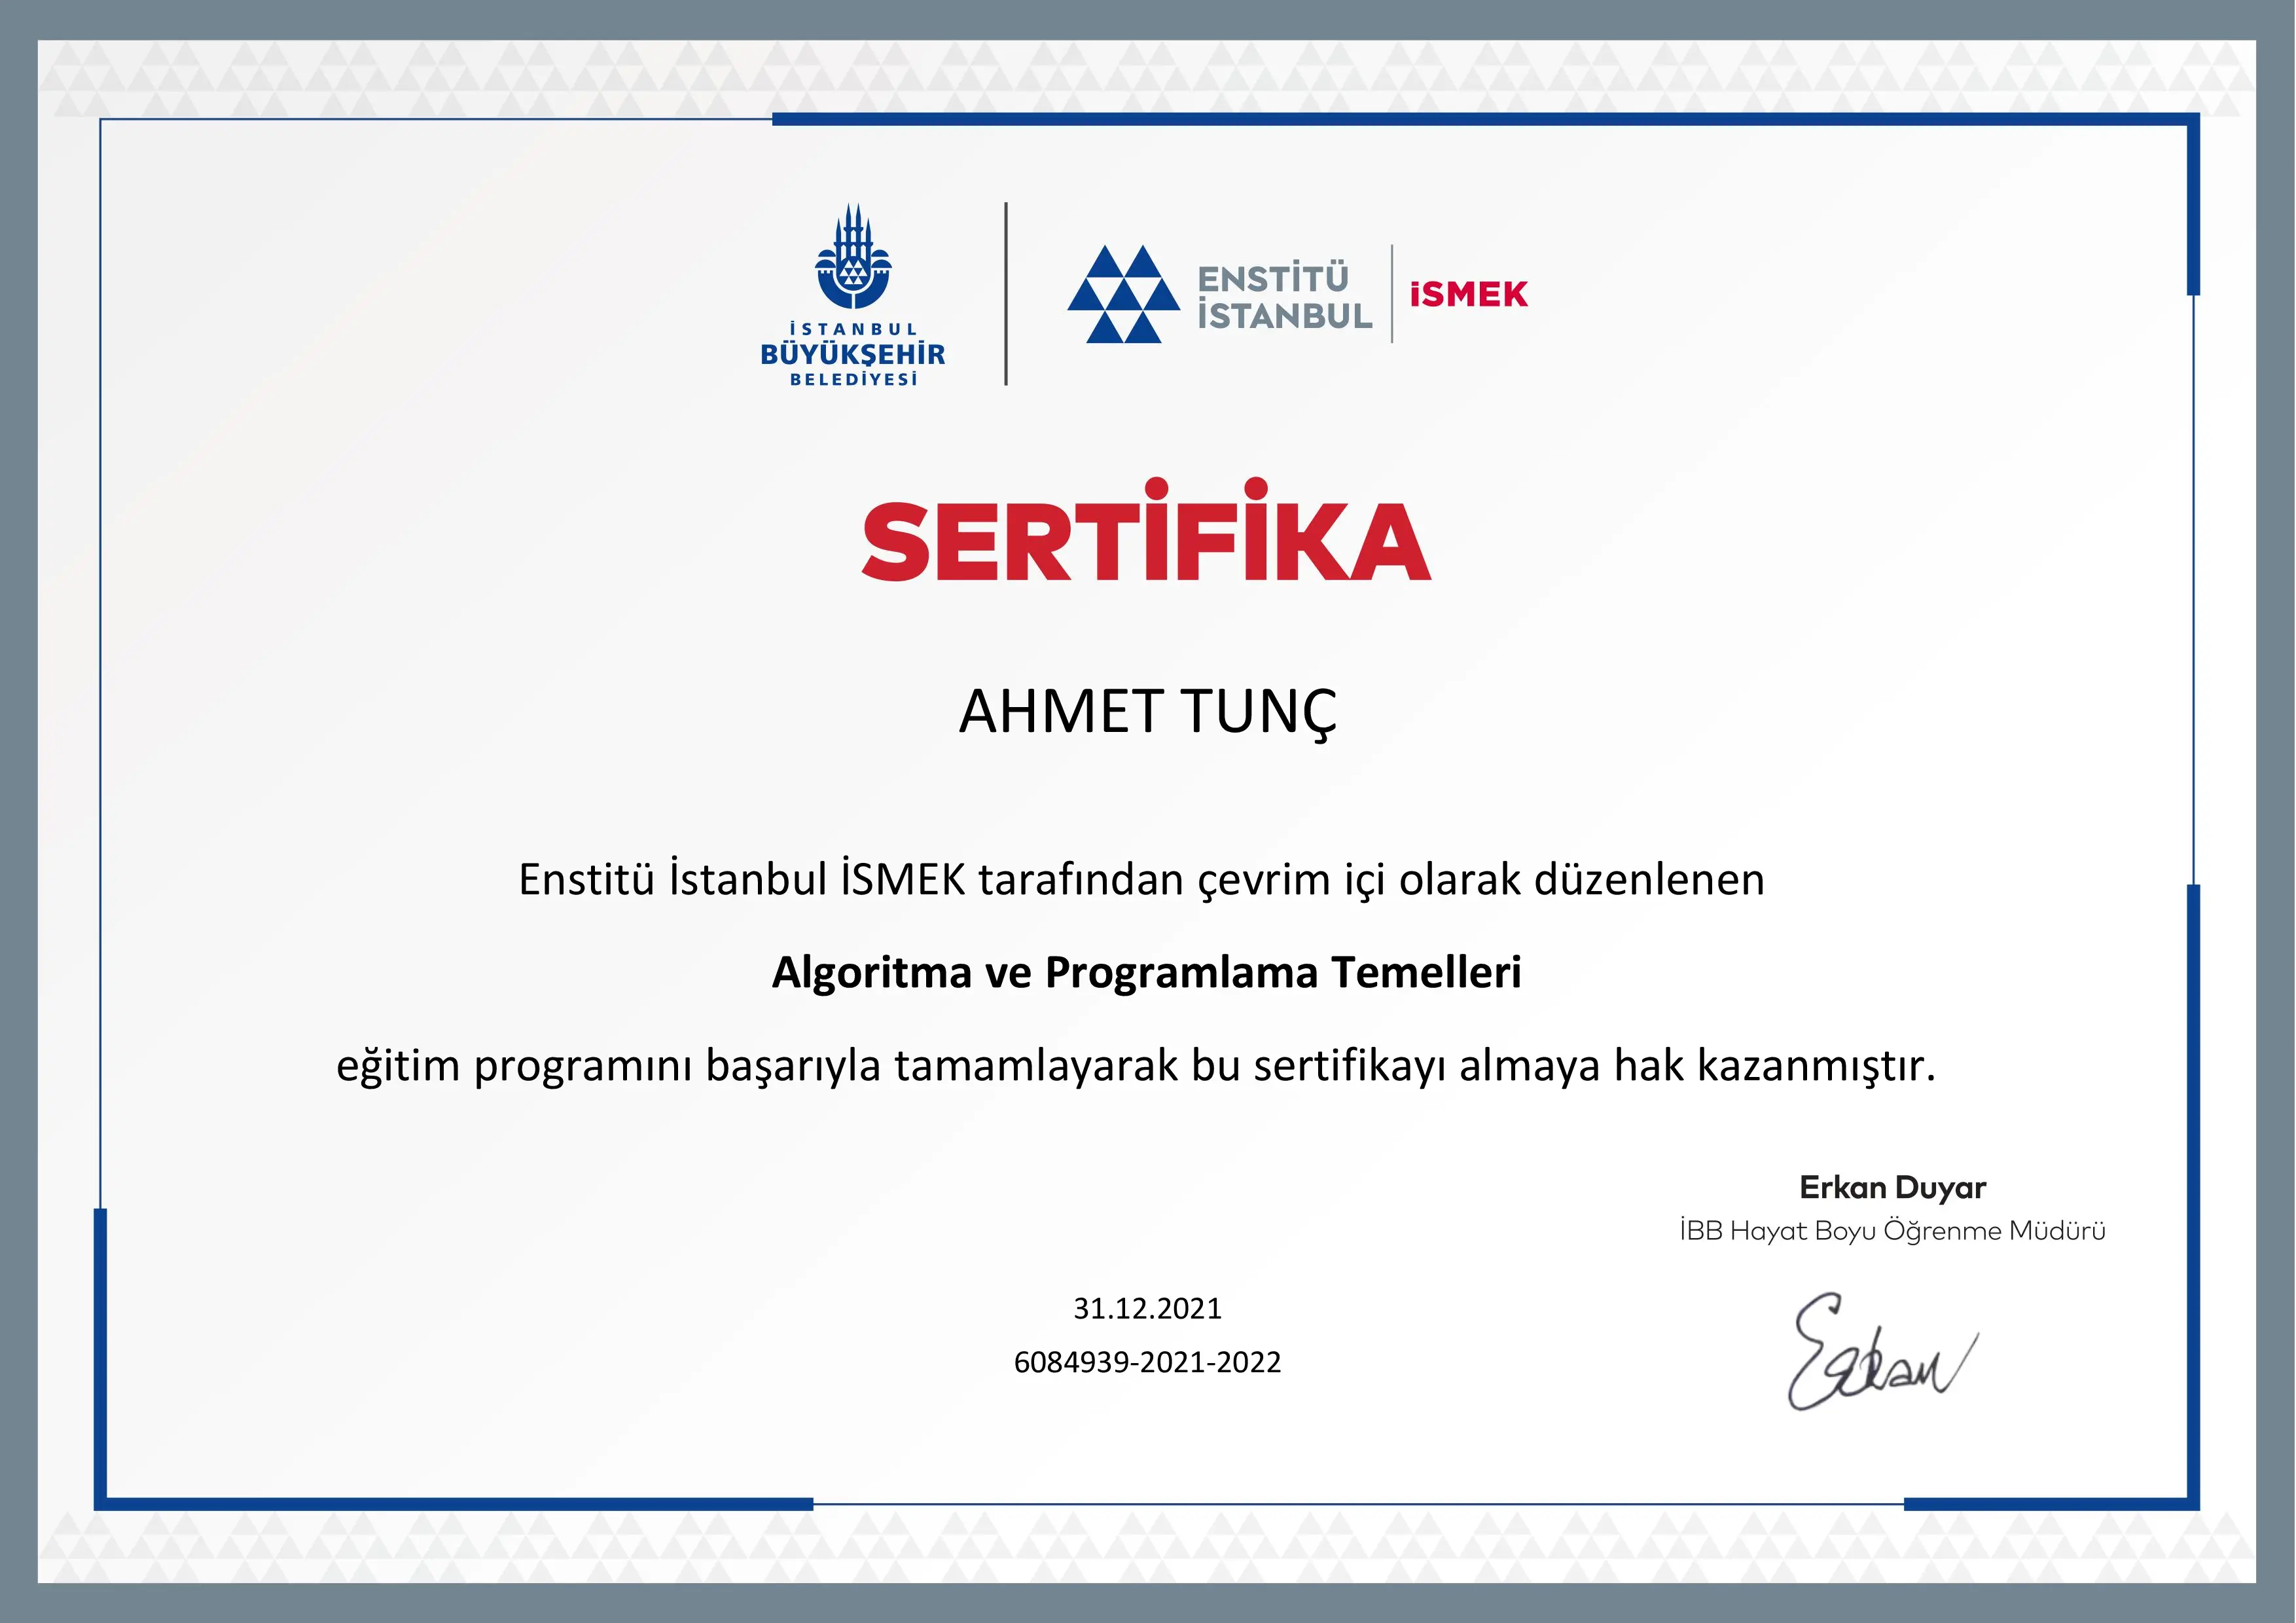 İSTANBUL
BÜYÜKŞEHİR
BELEDİYESİ
ENSTİTÜ
İSTANBUL
İSMEK
SERTİFİKA
AHMET TUNÇ
Enstitü İstanbul İSMEK tarafından çevrim içi olarak düzenlenen
Algoritma ve Programlama Temelleri
eğitim programını başarıyla tamamlayarak bu sertifikayı almaya hak kazanmıştır.
Erkan Duyar
İBB Hayat Boyu Öğrenme Müdürü
31.12.2021
6084939-2021-2022
Erkan